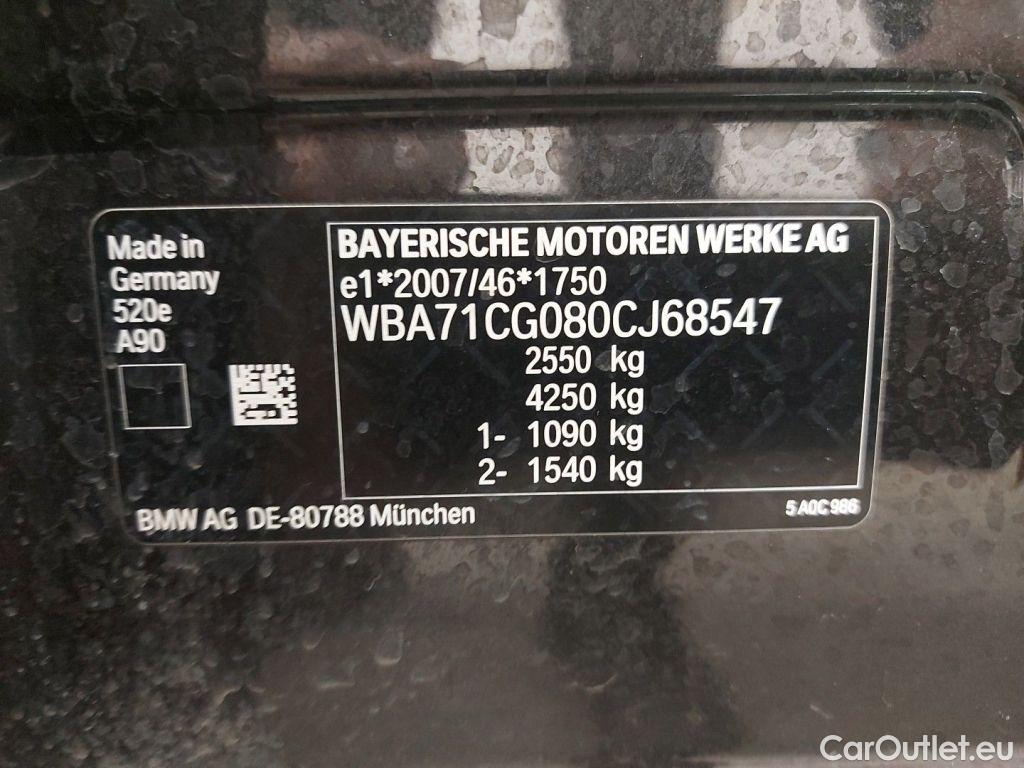 Made in
Germany
520e
A90
BAYERISCHE MOTOREN WERKE AG
e1*2007/46*1750
WBA71CG080CJ68547
2550 kg
4250 kg
1- 1090 kg
2- 1540 kg
BMW AG DE-80788 München
5 A0C 986
CarOutlet.eu